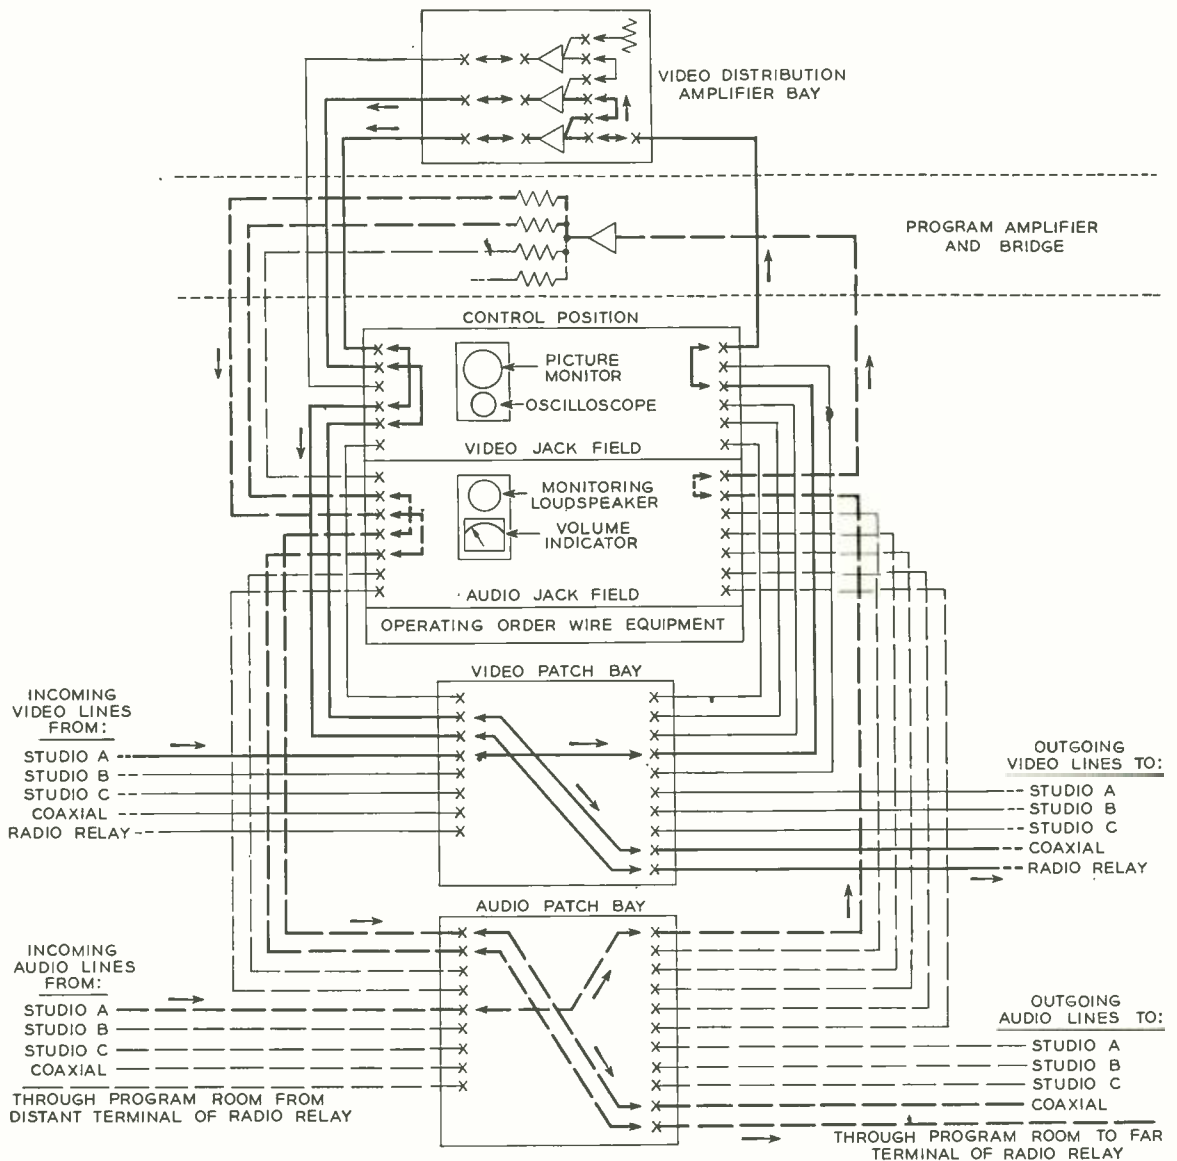 VIDEO DISTRIBUTION
AMPLIFIER BAY
PROGRAM AMPLIFIER
AND BRIDGE
CONTROL POSITION
PICTURE
MONITOR
OSCILLOSCOPE
VIDEO JACK FIELD
MONITORING
LOUDSPEAKER
VOLUME
INDICATOR
AUDIO JACK FIELD
OPERATING ORDER WIRE EQUIPMENT
VIDEO PATCH BAY
INCOMING
VIDEO LINES
FROM:
STUDIO A
STUDIO B
STUDIO C
COAXIAL
RADIO RELAY
OUTGOING
VIDEO LINES TO:
STUDIO A
STUDIO B
STUDIO C
COAXIAL
RADIO RELAY
AUDIO PATCH BAY
INCOMING
AUDIO LINES
FROM:
STUDIO A
STUDIO B
STUDIO C
COAXIAL
THROUGH PROGRAM ROOM FROM
DISTANT TERMINAL OF RADIO RELAY
OUTGOING
AUDIO LINES TO:
STUDIO A
STUDIO B
STUDIO C
COAXIAL
THROUGH PROGRAM ROOM TO FAR
TERMINAL OF RADIO RELAY